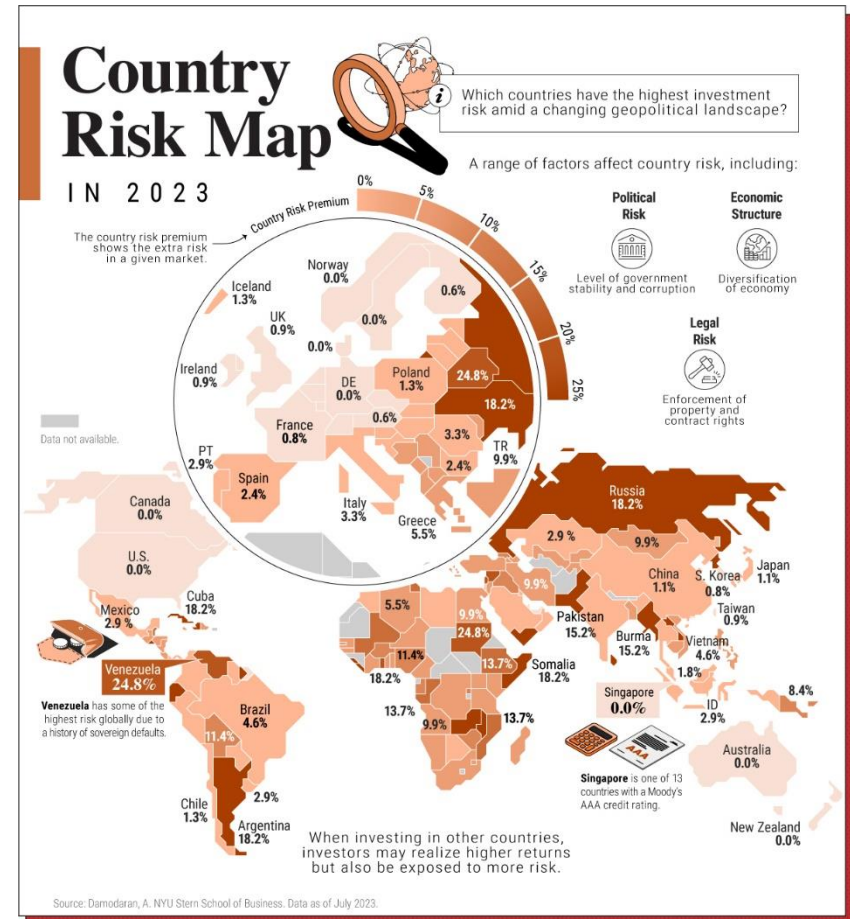 Country
Risk Map
IN 2023
i
Which countries have the highest investment
risk amid a changing geopolitical landscape?
A range of factors affect country risk, including:
Political
Risk
Level of government
stability and corruption
Economic
Structure
Diversification
of economy
Legal
Risk
Enforcement of
property and
contract rights
Country Risk Premium
0%
5%
10%
15%
20%
25%
The country risk premium
shows the extra risk
in a given market.
Norway
0.0%
Iceland
1.3%
0.6%
UK
0.9%
0.0%
0.0%
Ireland
0.9%
DE
0.0%
Poland
1.3%
24.8%
18.2%
France
0.8%
0.6%
3.3%
PT
2.9%
Spain
2.4%
2.4%
TR
9.9%
Italy
3.3%
Greece
5.5%
Data not available.
Canada
0.0%
U.S.
0.0%
Mexico
2.9 %
Cuba
18.2%
Venezuela
24.8%
Venezuela has some of the
highest risk globally due to
a history of sovereign defaults.
Brazil
4.6%
11.4%
Chile
1.3%
2.9%
Argentina
18.2%
5.5%
9.9%
24.8%
11.4%
13.7%
18.2%
Somalia
18.2%
13.7%
9.9%
13.7%
Russia
18.2%
2.9 %
9.9%
9.9%
China
1.1%
S. Korea
0.8%
Japan
1.1%
Taiwan
0.9%
Pakistan
15.2%
Burma
15.2%
Vietnam
4.6%
1.8%
Singapore
0.0%
ID
2.9%
8.4%
AAA
Singapore is one of 13
countries with a Moody's
AAA credit rating.
Australia
0.0%
New Zealand
0.0%
When investing in other countries,
investors may realize higher returns
but also be exposed to more risk.
Source: Damodaran, A. NYU Stern School of Business. Data as of July 2023.